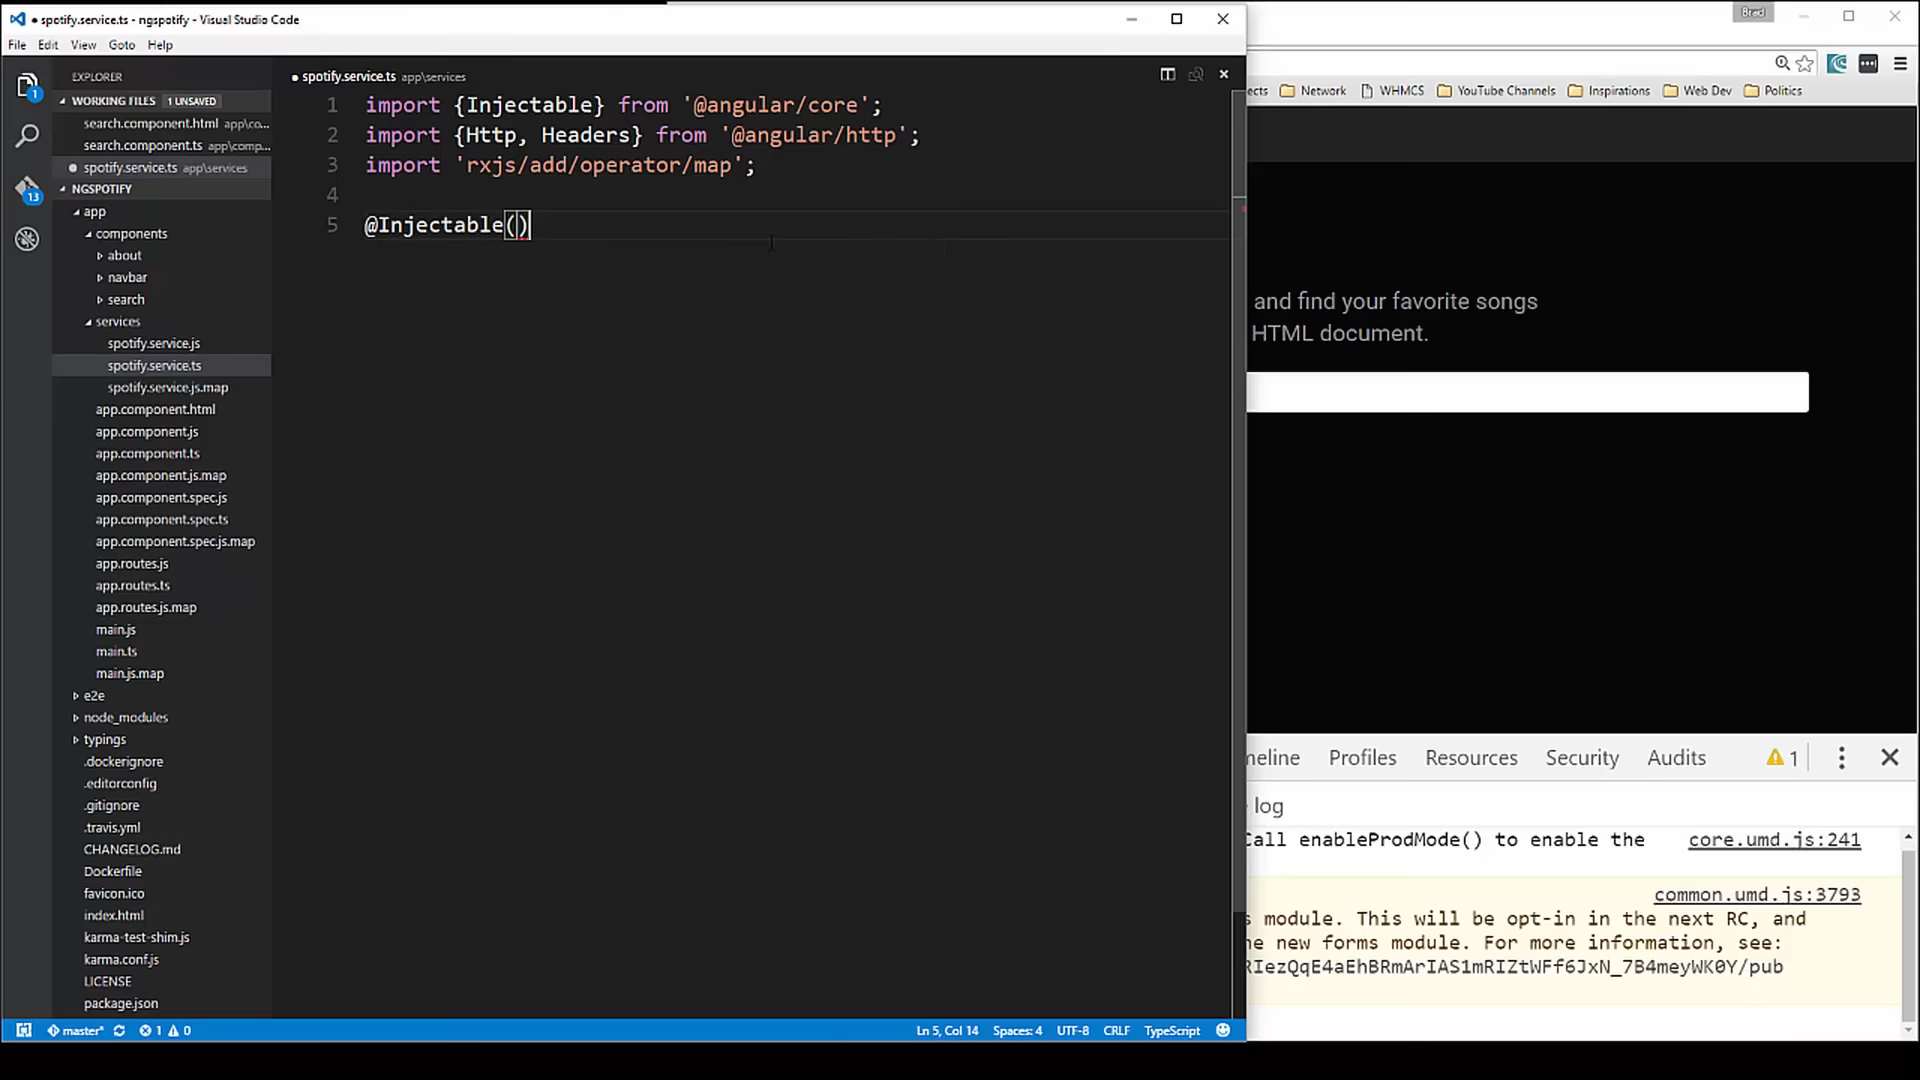 ● spotify.service.ts - ngspotify - Visual Studio Code
File Edit View Goto Help
EXPLORER
WORKING FILES 1 UNSAVED
search.component.html app\co...
search.component.ts app\comp...
spotify.service.ts app\services
NGSPOTIFY
app
components
about
navbar
search
services
spotify.service.js
spotify.service.ts
spotify.service.js.map
app.component.html
app.component.js
app.component.ts
app.component.js.map
app.component.spec.js
app.component.spec.ts
app.component.spec.js.map
app.routes.js
app.routes.ts
app.routes.js.map
main.js
main.ts
main.js.map
e2e
node_modules
typings
.dockerignore
.editorconfig
.gitignore
.travis.yml
CHANGELOG.md
Dockerfile
favicon.ico
index.html
karma-test-shim.js
karma.conf.js
LICENSE
package.json
1
13
● spotify.service.ts app\services
1 import {Injectable} from '@angular/core';
2 import {Http, Headers} from '@angular/http';
3 import 'rxjs/add/operator/map';
4
5 @Injectable()
master* 1 0
Ln 5, Col 14 Spaces: 4 UTF-8 CRLF TypeScript
Brad
ects Network WHMCS YouTube Channels Inspirations Web Dev Politics
and find your favorite songs
HTML document.
meline Profiles Resources Security Audits 1
log
Call enableProdMode() to enable the core.umd.js:241
common.umd.js:3793
s module. This will be opt-in in the next RC, and
he new forms module. For more information, see:
RIezQqE4aEhBRmArIAS1mRIZtWFf6JxN_7B4meyWK0Y/pub